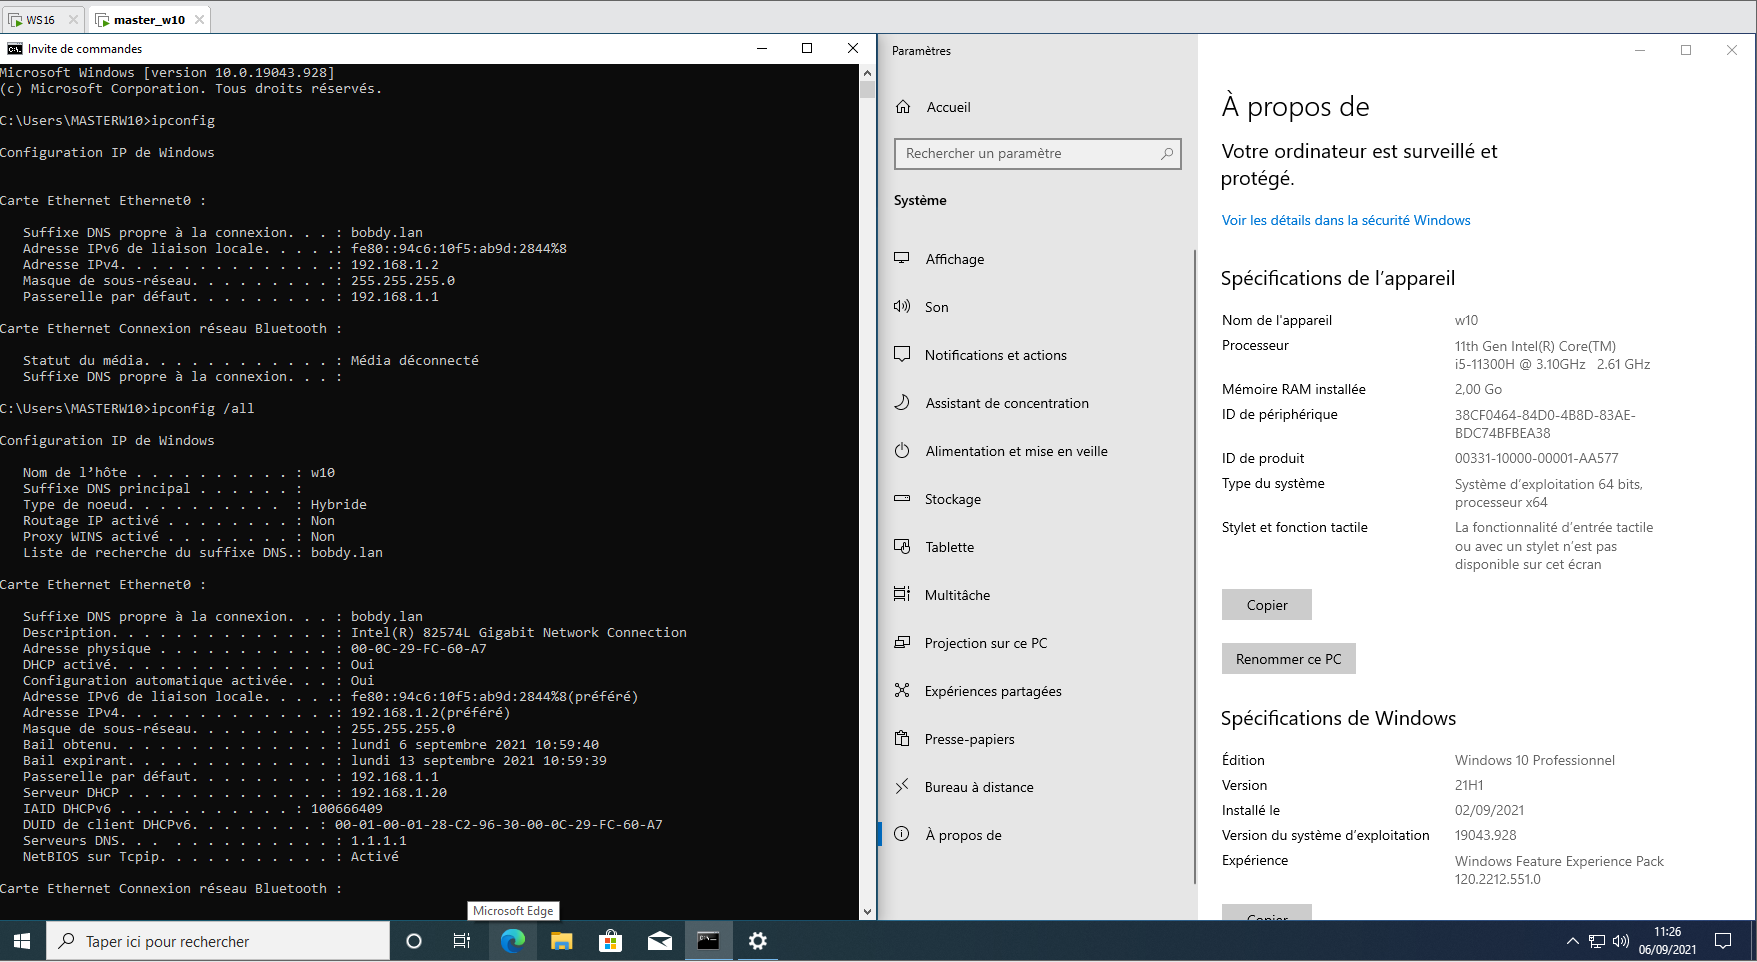 WS16
master_w10
Invite de commandes
Microsoft Windows [version 10.0.19043.928]
(c) Microsoft Corporation. Tous droits réservés.
C:\Users\MASTERW10>ipconfig
Configuration IP de Windows
Carte Ethernet Ethernet0 :
Suffixe DNS propre à la connexion. . . : bobdy.lan
Adresse IPv6 de liaison locale. . . . .: fe80::94c6:10f5:ab9d:2844%8
Adresse IPv4. . . . . . . . . . . . . .: 192.168.1.2
Masque de sous-réseau. . . . . . . . . : 255.255.255.0
Passerelle par défaut. . . . . . . . . : 192.168.1.1
Carte Ethernet Connexion réseau Bluetooth :
Statut du média. . . . . . . . . . . . : Média déconnecté
Suffixe DNS propre à la connexion. . . :
C:\Users\MASTERW10>ipconfig /all
Configuration IP de Windows
Nom de l’hôte . . . . . . . . . . : w10
Suffixe DNS principal . . . . . . :
Type de noeud. . . . . . . . . .  : Hybride
Routage IP activé . . . . . . . . : Non
Proxy WINS activé . . . . . . . . : Non
Liste de recherche du suffixe DNS.: bobdy.lan
Carte Ethernet Ethernet0 :
Suffixe DNS propre à la connexion. . . : bobdy.lan
Description. . . . . . . . . . . . . . : Intel(R) 82574L Gigabit Network Connection
Adresse physique . . . . . . . . . . . : 00-0C-29-FC-60-A7
DHCP activé. . . . . . . . . . . . . . : Oui
Configuration automatique activée. . . : Oui
Adresse IPv6 de liaison locale. . . . .: fe80::94c6:10f5:ab9d:2844%8(préféré)
Adresse IPv4. . . . . . . . . . . . . .: 192.168.1.2(préféré)
Masque de sous-réseau. . . . . . . . . : 255.255.255.0
Bail obtenu. . . . . . . . . . . . . . : lundi 6 septembre 2021 10:59:40
Bail expirant. . . . . . . . . . . . . : lundi 13 septembre 2021 10:59:39
Passerelle par défaut. . . . . . . . . : 192.168.1.1
Serveur DHCP . . . . . . . . . . . . . : 192.168.1.20
IAID DHCPv6 . . . . . . . . . . . : 100666409
DUID de client DHCPv6. . . . . . . . : 00-01-00-01-28-C2-96-30-00-0C-29-FC-60-A7
Serveurs DNS. . . . . . . . . . . . . : 1.1.1.1
NetBIOS sur Tcpip. . . . . . . . . . . : Activé
Carte Ethernet Connexion réseau Bluetooth :
Microsoft Edge
Paramètres
Accueil
Rechercher un paramètre
Système
Affichage
Son
Notifications et actions
Assistant de concentration
Alimentation et mise en veille
Stockage
Tablette
Multitâche
Projection sur ce PC
Expériences partagées
Presse-papiers
Bureau à distance
À propos de
À propos de
Votre ordinateur est surveillé et
protégé.
Voir les détails dans la sécurité Windows
Spécifications de l’appareil
Nom de l'appareil w10
Processeur 11th Gen Intel(R) Core(TM)
i5-11300H @ 3.10GHz 2.61 GHz
Mémoire RAM installée 2,00 Go
ID de périphérique 38CF0464-84D0-4B8D-83AE-
BDC74BFBEA38
ID de produit 00331-10000-00001-AA577
Type du système Système d’exploitation 64 bits,
processeur x64
Stylet et fonction tactile La fonctionnalité d’entrée tactile
ou avec un stylet n’est pas
disponible sur cet écran
Copier
Renommer ce PC
Spécifications de Windows
Édition Windows 10 Professionnel
Version 21H1
Installé le 02/09/2021
Version du système d’exploitation 19043.928
Expérience Windows Feature Experience Pack
120.2212.551.0
Copier
Taper ici pour rechercher
11:26
06/09/2021